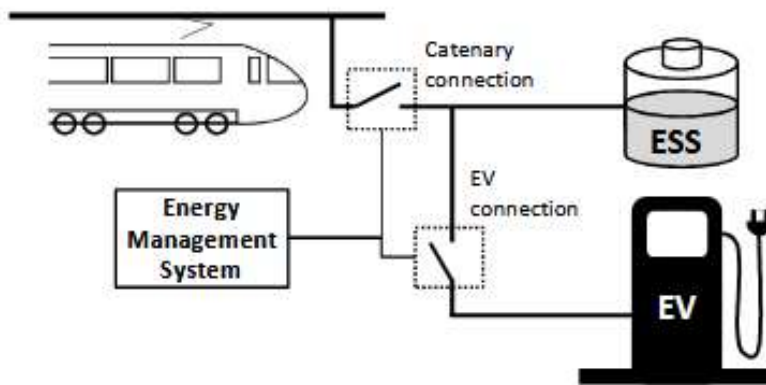 Catenary
connection
ESS
EV
connection
Energy
Management
System
EV